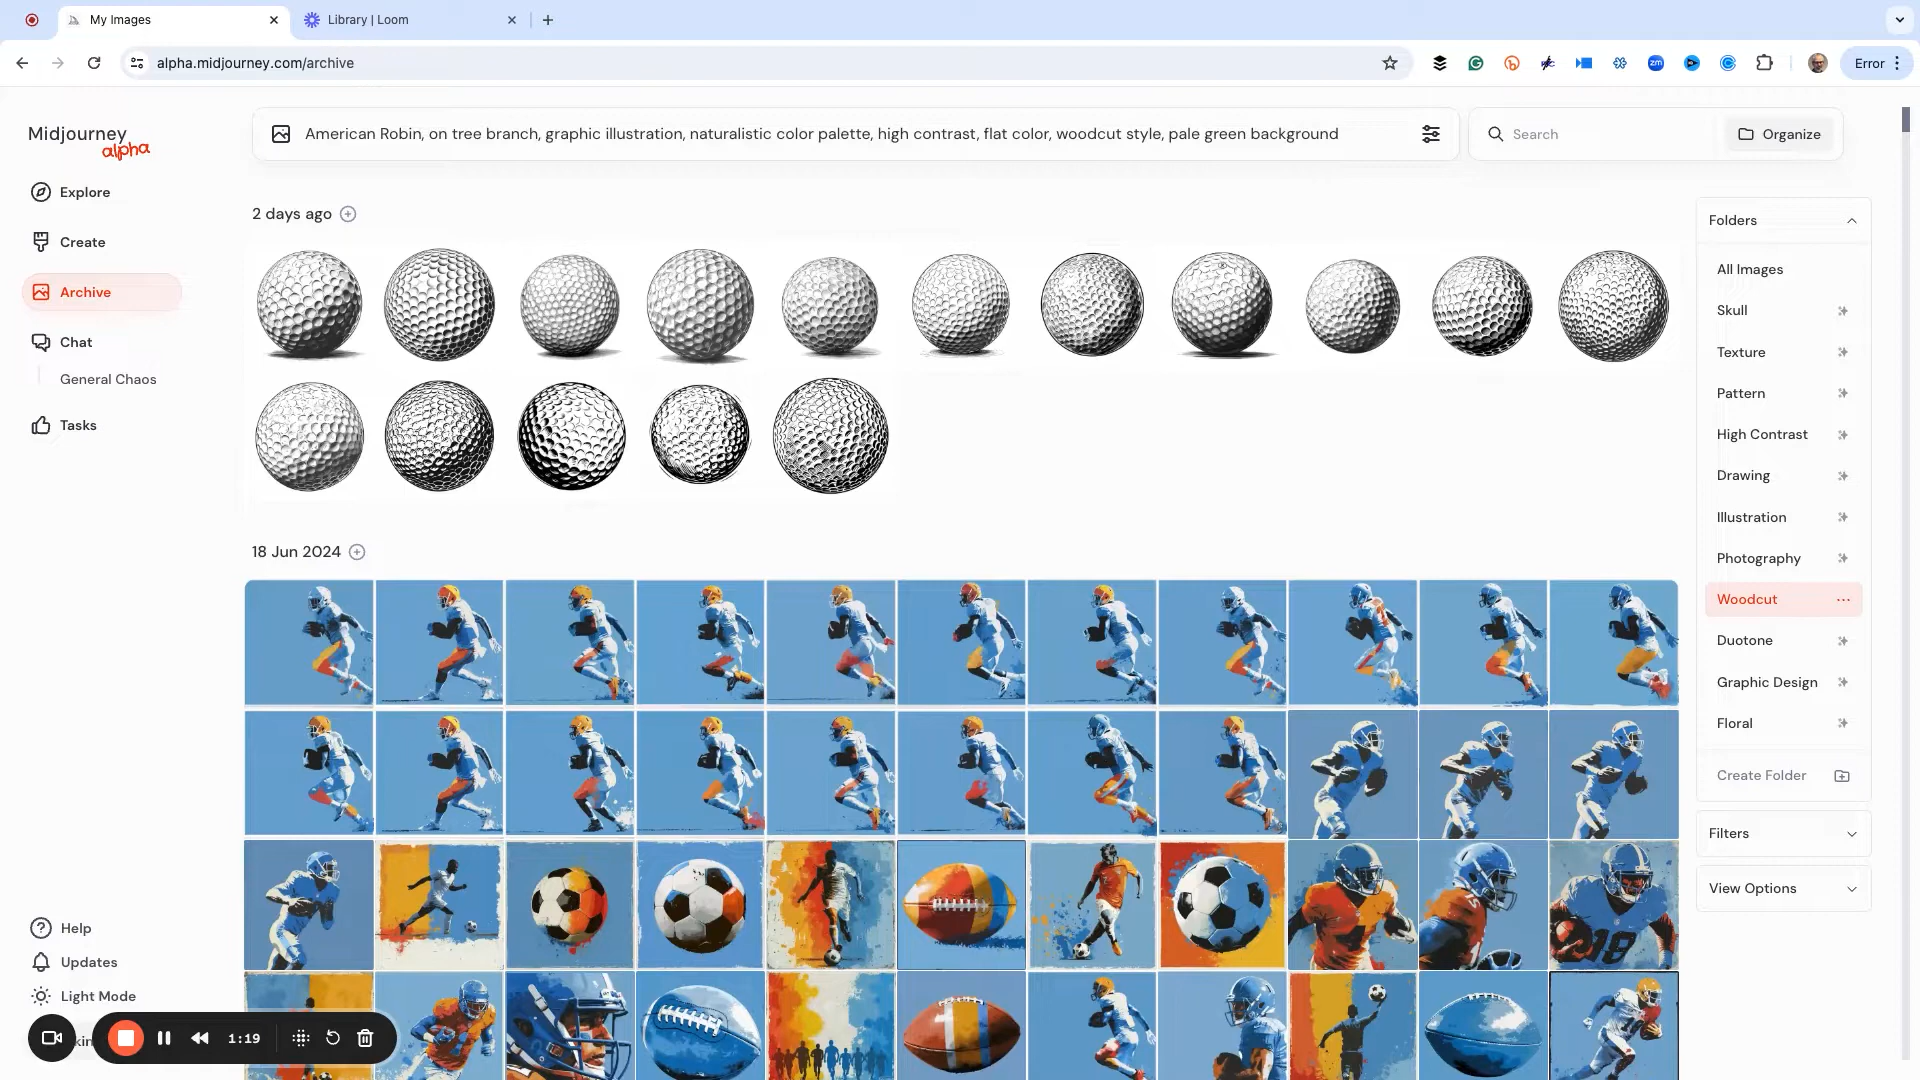 My Images
Library | Loom
alpha.midjourney.com/archive
zm
Error
Midjourney
alpha
American Robin, on tree branch, graphic illustration, naturalistic color palette, high contrast, flat color, woodcut style, pale green background
Search
Organize
Explore
Create
Archive
Chat
General Chaos
Tasks
Help
Updates
Light Mode
1:19
2 days ago
18 Jun 2024
18
Folders
All Images
Skull
Texture
Pattern
High Contrast
Drawing
Illustration
Photography
Woodcut
Duotone
Graphic Design
Floral
Create Folder
Filters
View Options